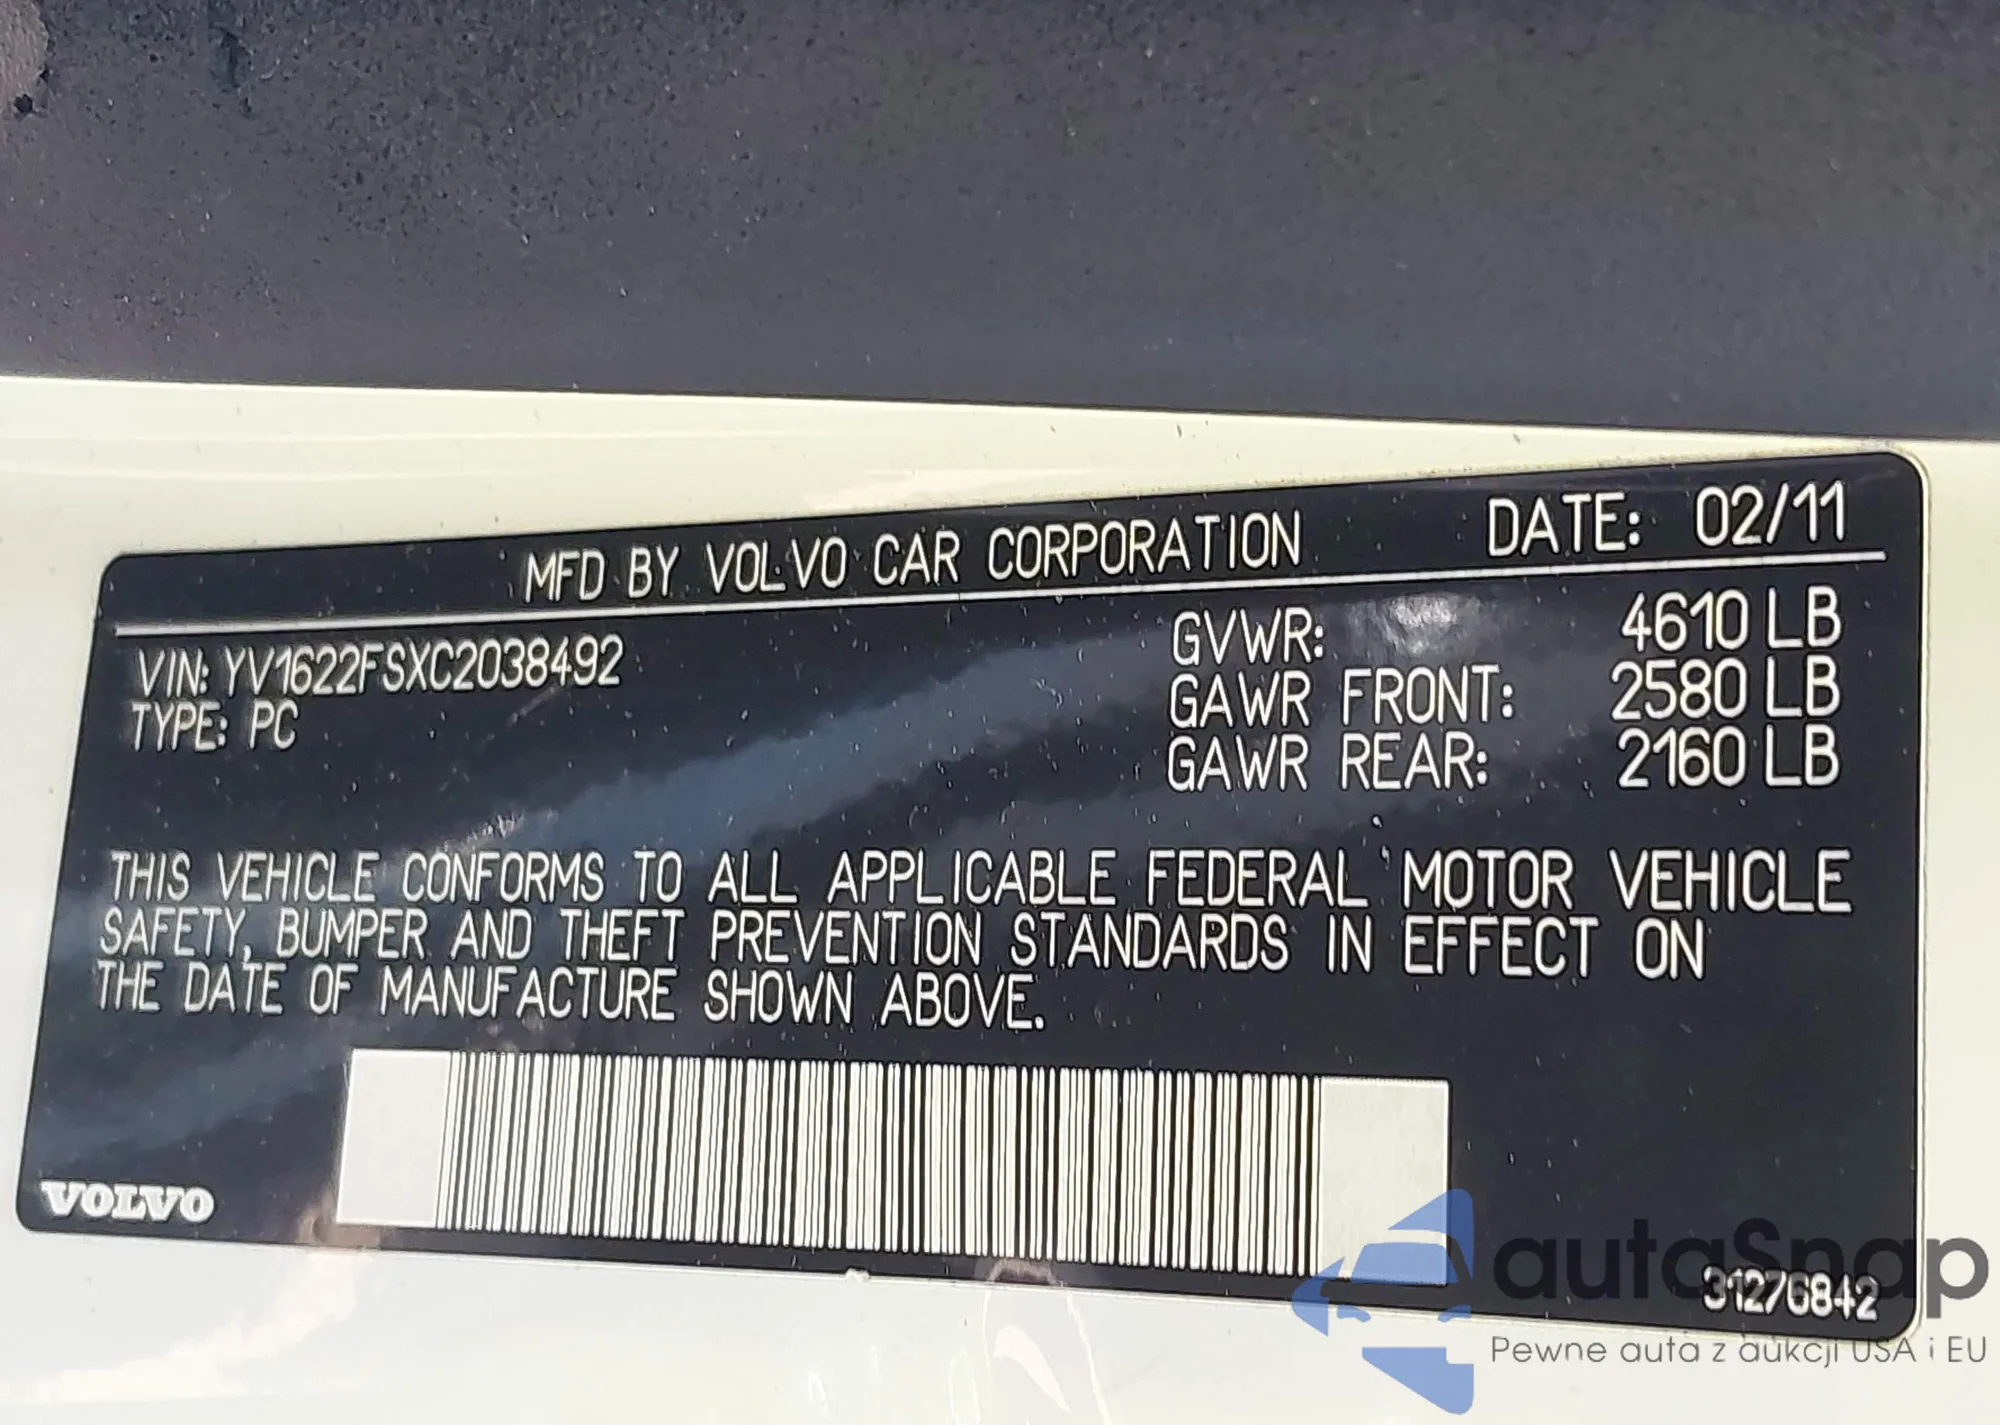 MFD BY VOLVO CAR CORPORATION DATE: 02/11
VIN: YV1622FSXC2038492
TYPE: PC
GVWR: 4610 LB
GAWR FRONT: 2580 LB
GAWR REAR: 2160 LB
THIS VEHICLE CONFORMS TO ALL APPLICABLE FEDERAL MOTOR VEHICLE
SAFETY, BUMPER AND THEFT PREVENTION STANDARDS IN EFFECT ON
THE DATE OF MANUFACTURE SHOWN ABOVE.
VOLVO
31276842
autaSnap
Pewne auta z aukcji USA i EU